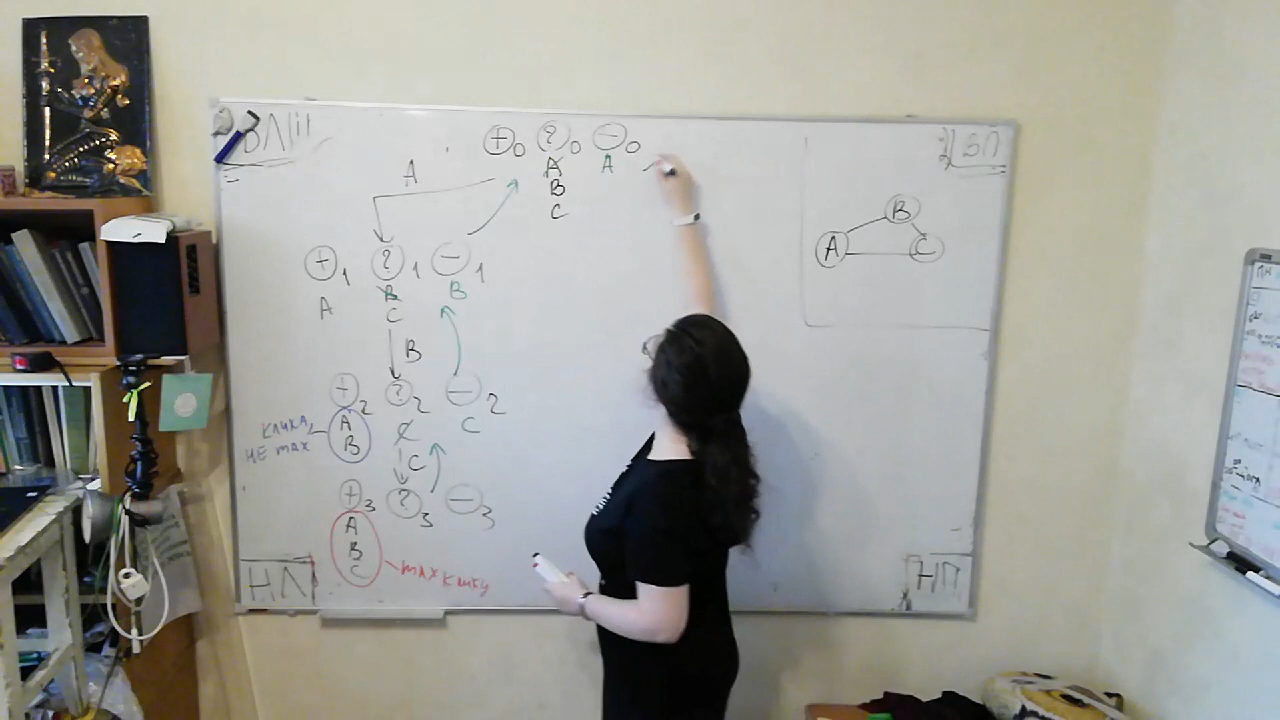 ВЛ
+0 ?0 −0
A A
B
C
A
+1 ?1 −1
A B B
C
B
+2 ?2 −2
A C C
B
КЛИКА,
НЕ max
C
+3 ?3 −3
A
B
C
max клику
НЛ
ВП
B
A C
НП